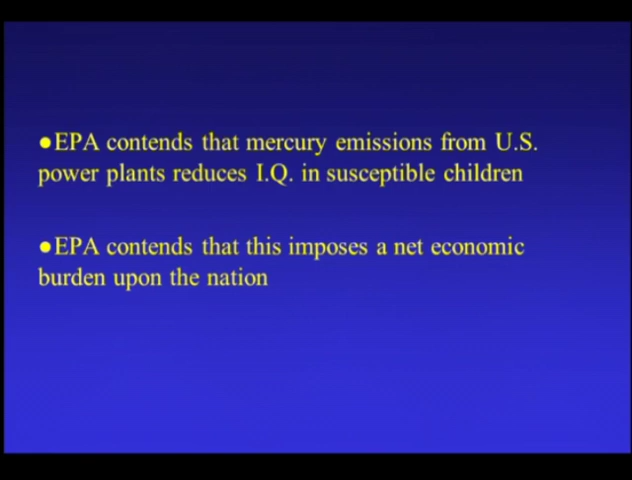 ●EPA contends that mercury emissions from U.S.
power plants reduces I.Q. in susceptible children
●EPA contends that this imposes a net economic
burden upon the nation